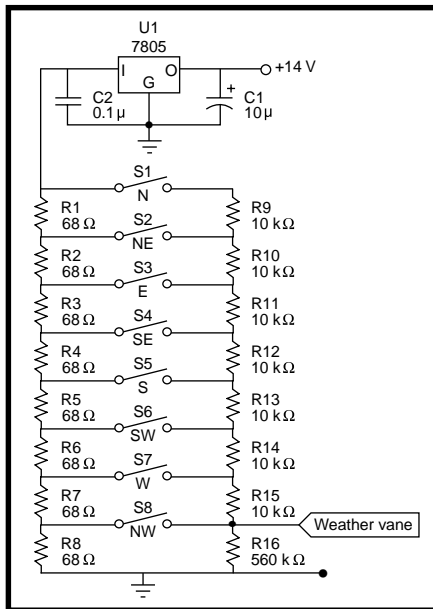 U1
7805
I O
G
+14 V
C2
0.1 µ
+
C1
10 µ
S1
N
R1
68 Ω
R9
10 kΩ
S2
NE
R2
68 Ω
R10
10 kΩ
S3
E
R3
68 Ω
R11
10 kΩ
S4
SE
R4
68 Ω
R12
10 kΩ
S5
S
R5
68 Ω
R13
10 kΩ
S6
SW
R6
68 Ω
R14
10 kΩ
S7
W
R7
68 Ω
R15
10 kΩ
S8
NW
Weather vane
R8
68 Ω
R16
560 kΩ